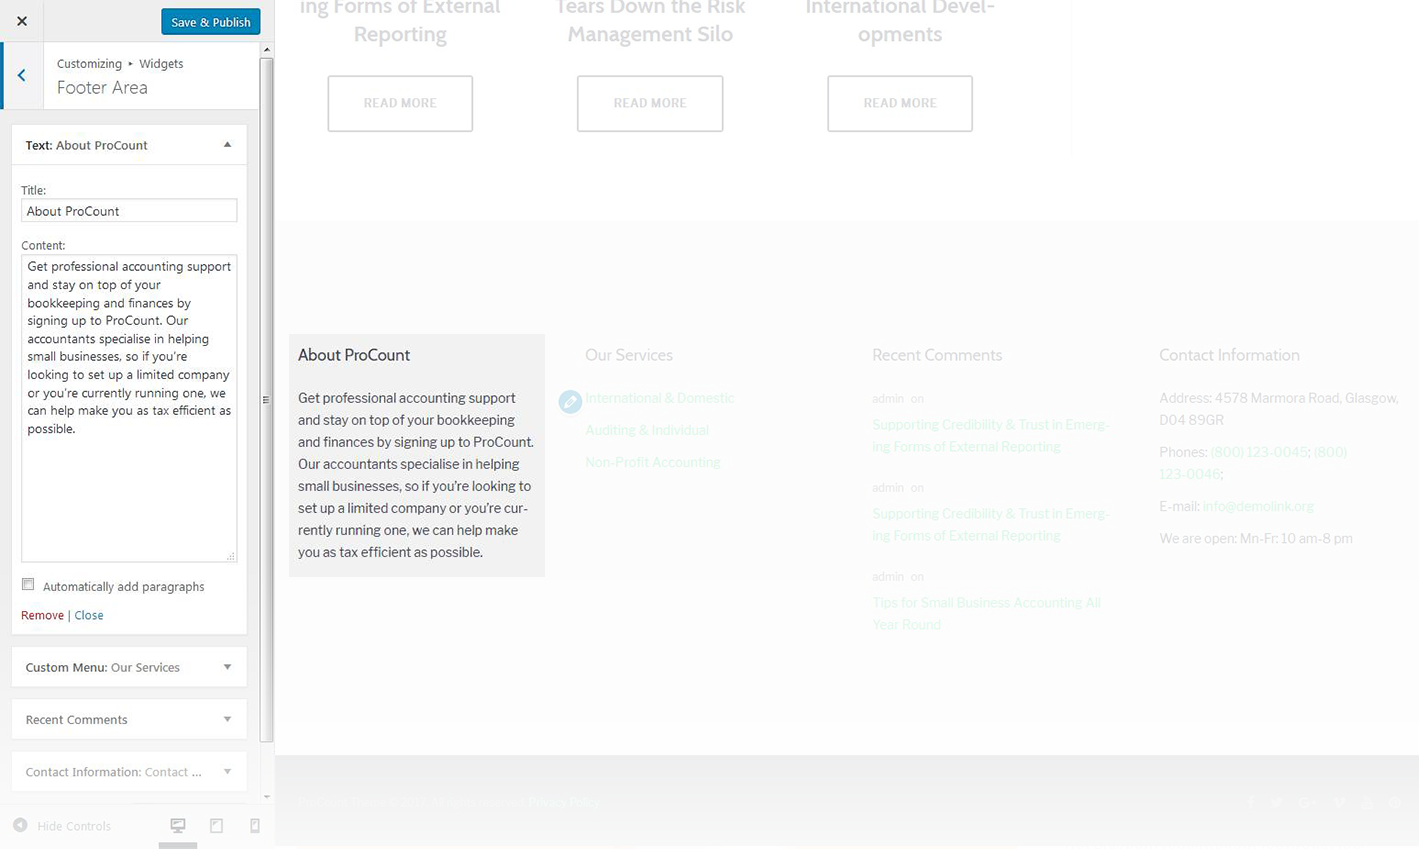 Save & Publish
Customizing ▸ Widgets
Footer Area
Text: About ProCount
Title:
About ProCount
Content:
Get professional accounting support
and stay on top of your
bookkeeping and finances by
signing up to ProCount. Our
accountants specialise in helping
small businesses, so if you're
looking to set up a limited company
or you're currently running one, we
can help make you as tax efficient as
possible.
Automatically add paragraphs
Remove | Close
Custom Menu: Our Services
Recent Comments
Contact Information: Contact ...
Hide Controls
ing Forms of External
Reporting
READ MORE
Tears Down the Risk
Management Silo
READ MORE
International Devel-
opments
READ MORE
About ProCount
Get professional accounting support
and stay on top of your bookkeeping
and finances by signing up to ProCount.
Our accountants specialise in helping
small businesses, so if you're looking to
set up a limited company or you're cur-
rently running one, we can help make
you as tax efficient as possible.
Our Services
International & Domestic
Auditing & Individual
Non-Profit Accounting
Recent Comments
admin on
Supporting Credibility & Trust in Emerg-
ing Forms of External Reporting
admin on
Supporting Credibility & Trust in Emerg-
ing Forms of External Reporting
admin on
Tips for Small Business Accounting All
Year Round
Contact Information
Address: 4578 Marmora Road, Glasgow,
D04 89GR
Phones: (800) 123-0045; (800)
123-0046;
E-mail: info@demolink.org
We are open: Mn-Fr: 10 am-8 pm
Privacy Policy